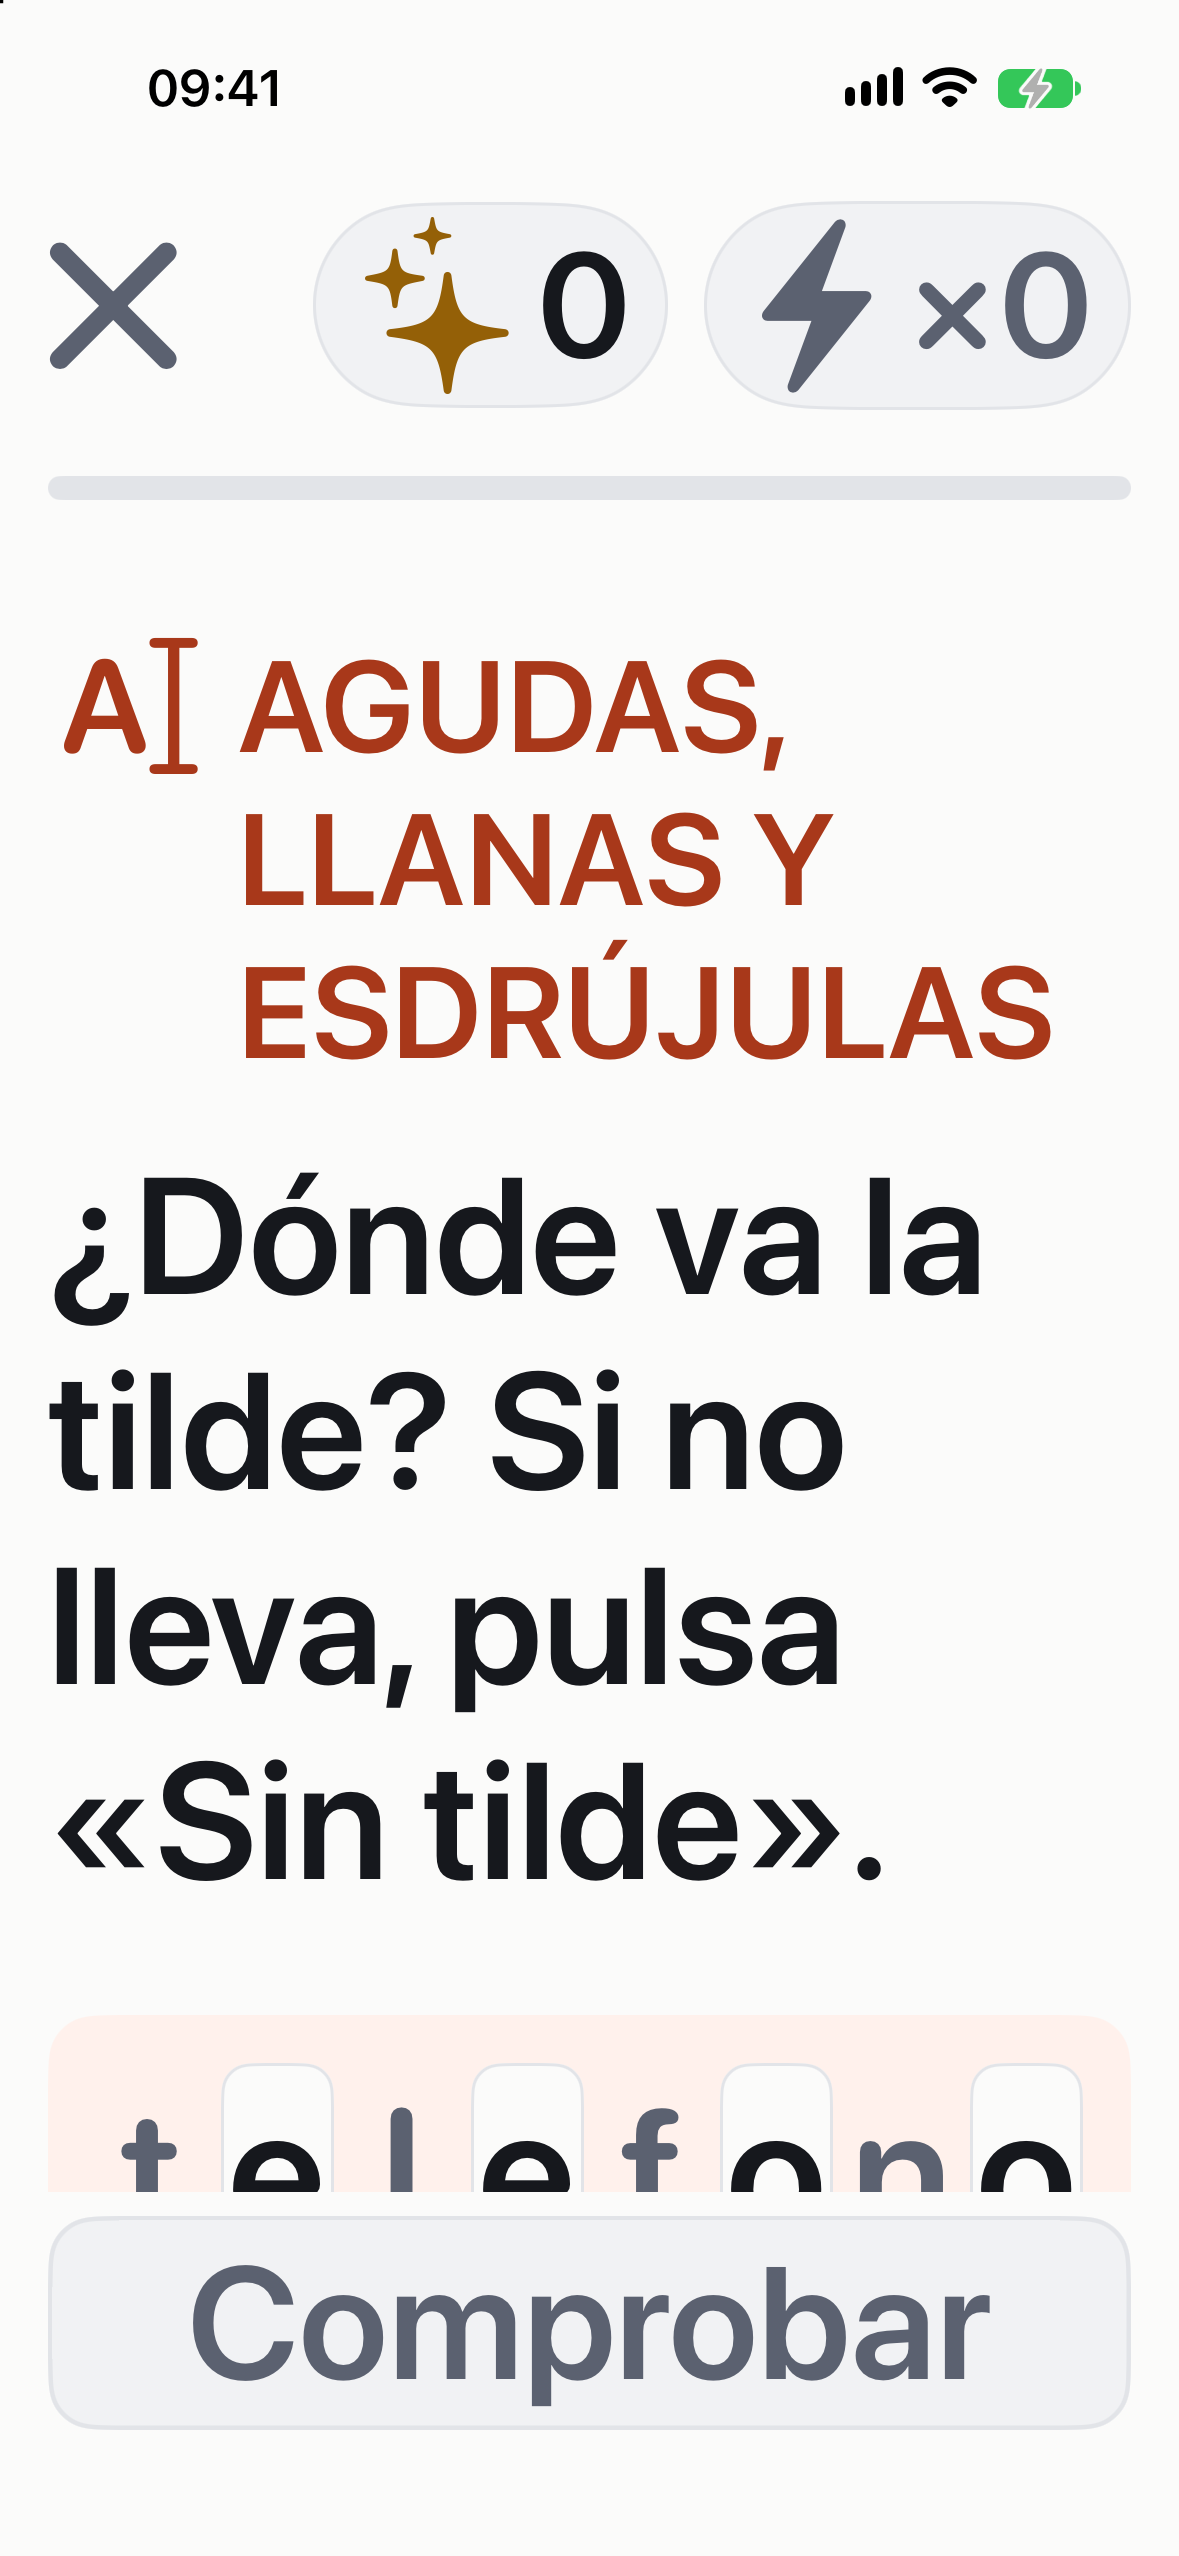 09:41
0
×0
AGUDAS,
LLANAS Y
ESDRÚJULAS
¿Dónde va la
tilde? Si no
lleva, pulsa
«Sin tilde».
t e l e f o n o
Comprobar